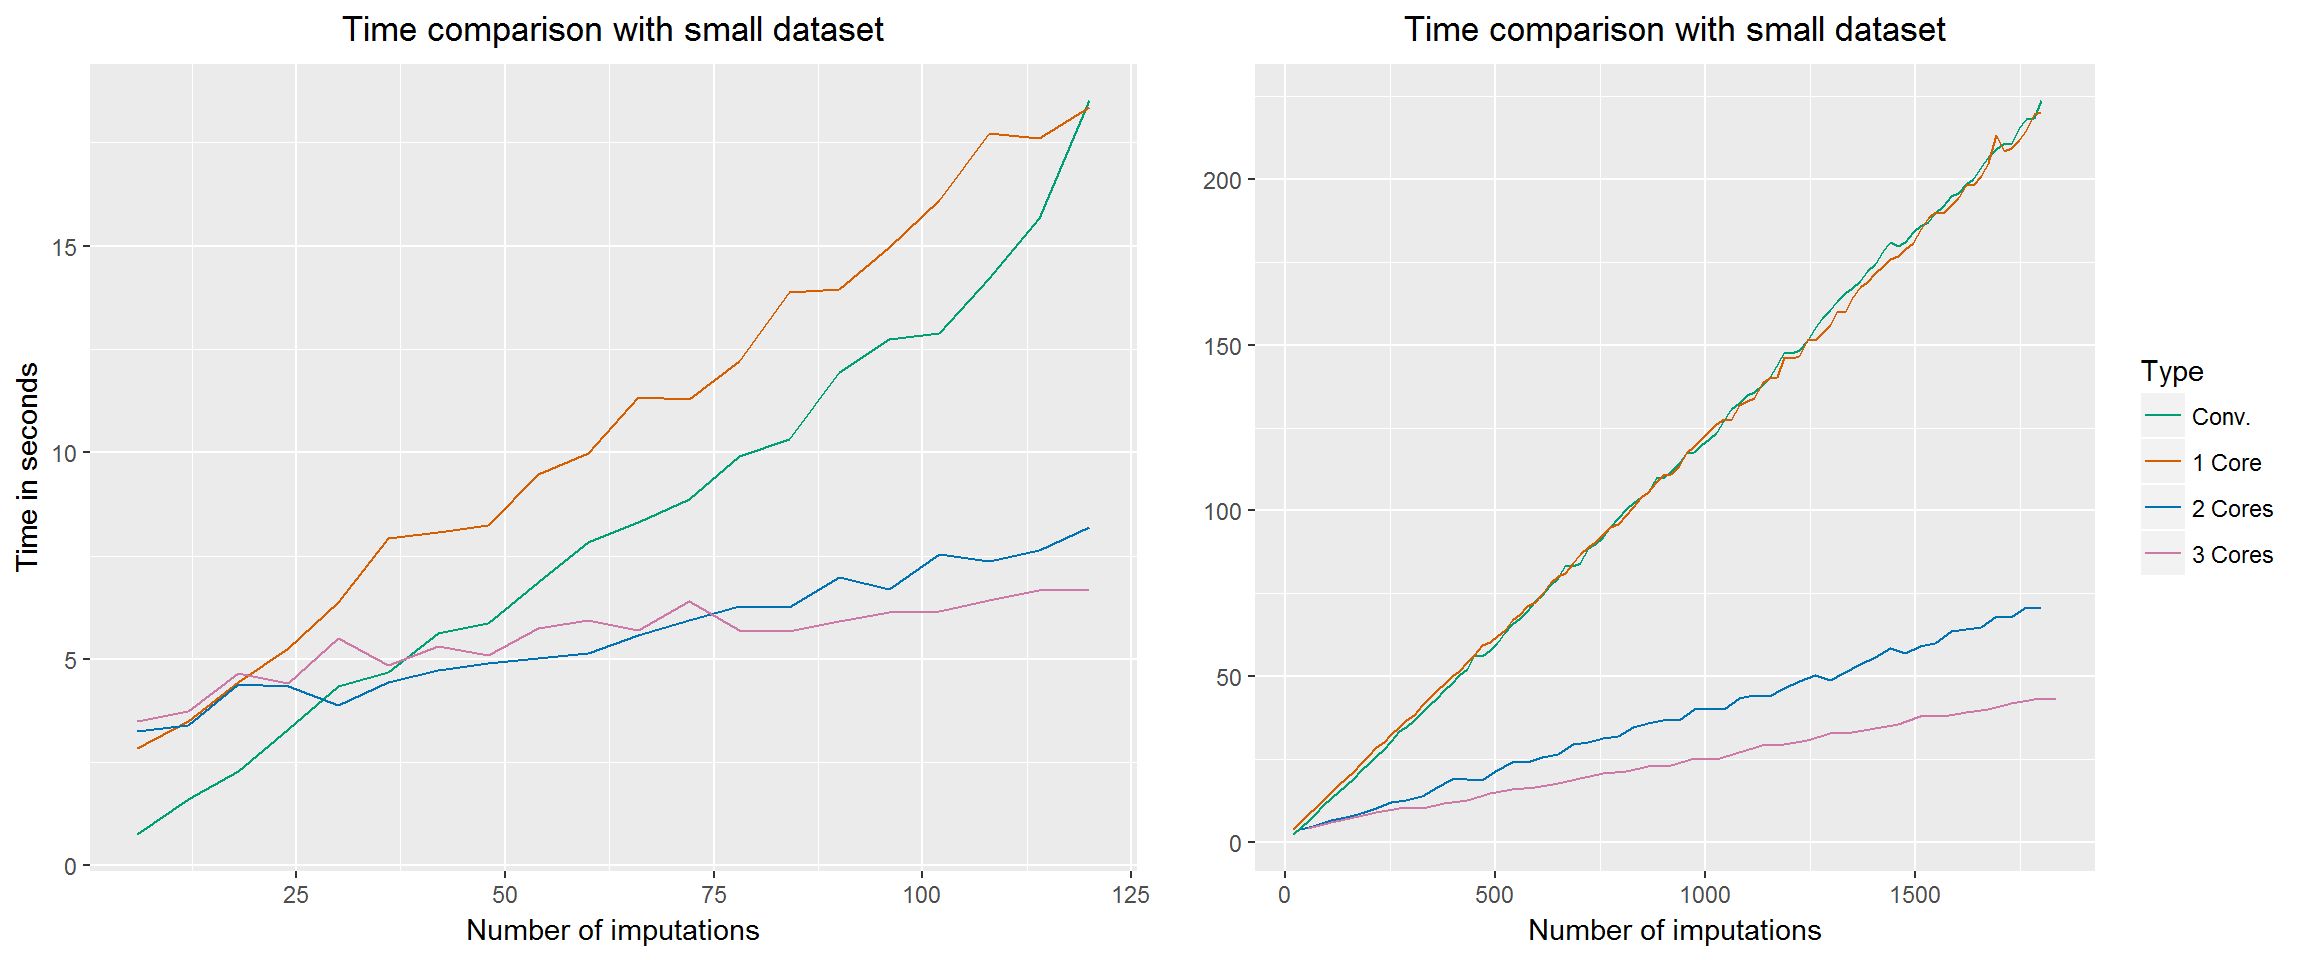 Time comparison with small dataset
Time in seconds
15
10
5
0
25 50 75 100 125
Number of imputations
Time comparison with small dataset
200
150
100
50
0
0 500 1000 1500
Number of imputations
Type
Conv.
1 Core
2 Cores
3 Cores